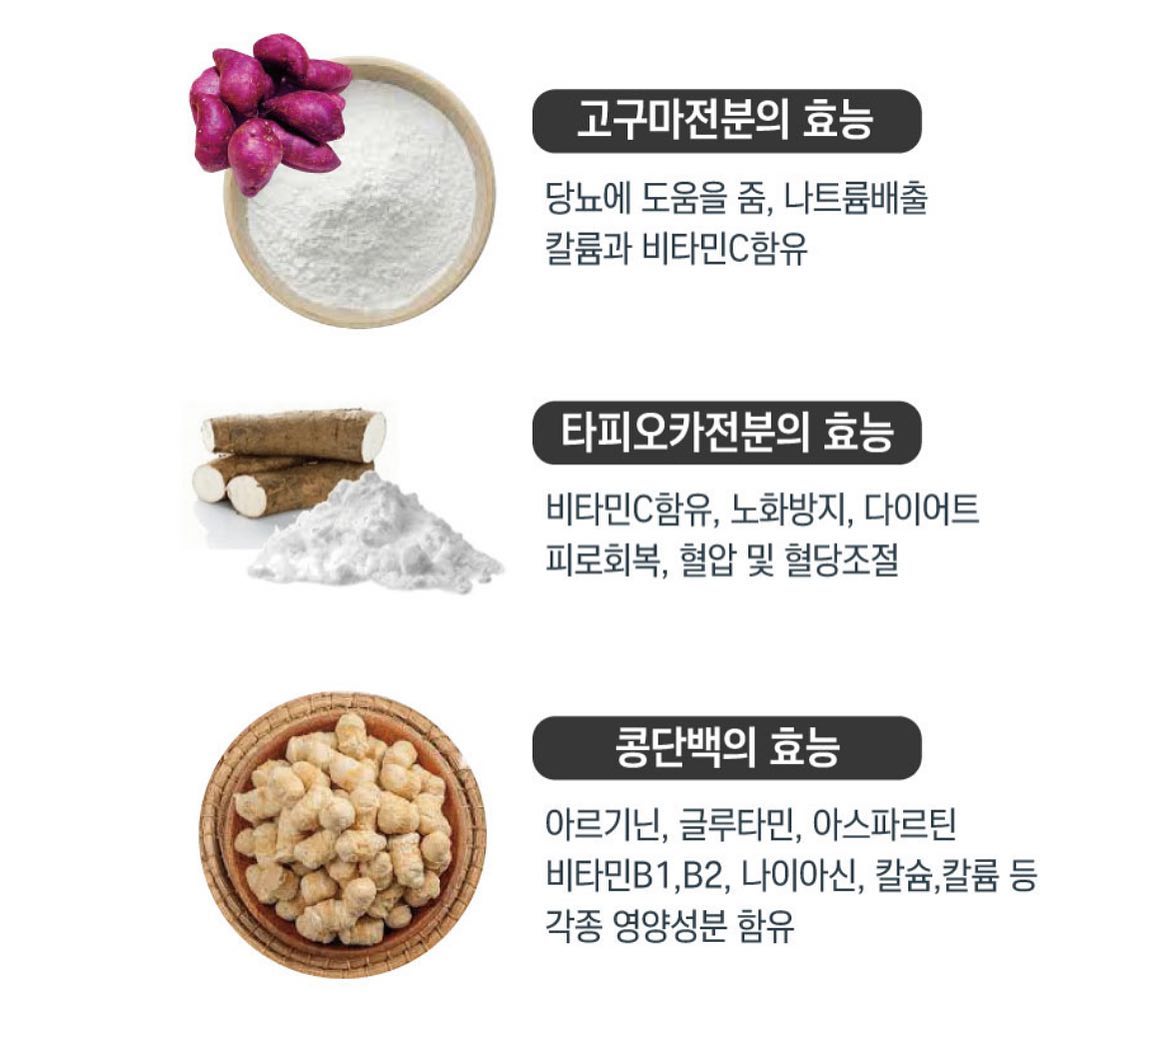 고구마전분의 효능
당뇨에 도움을 줌, 나트륨배출
칼륨과 비타민C함유
타피오카전분의 효능
비타민C함유, 노화방지, 다이어트
피로회복, 혈압 및 혈당조절
콩단백의 효능
아르기닌, 글루타민, 아스파르틴
비타민B1,B2, 나이아신, 칼슘,칼륨 등
각종 영양성분 함유